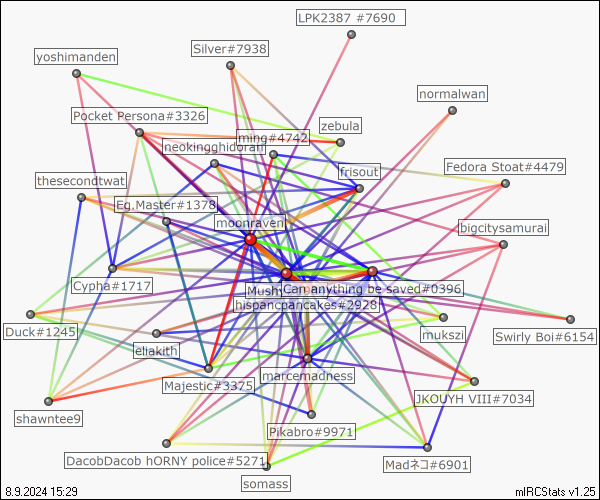 LPK2387 #7690
Silver#7938
yoshimanden
normalwan
Pocket Persona#3326
zebula
ming#4742
neokingghidorah
Fedora Stoat#4479
frisout
thesecondtwat
Eg.Master#1378
moonraven
bigcitysamurai
Cypha#1717
Mush
Can anything be saved#0396
hispancpancakes#2928
Duck#1245
mukszi
Swirly Boi#6154
eliakith
marcemadness
Majestic#3375
JKOUYH VIII#7034
shawntee9
Pikabro#9971
DacobDacob hORNY police#5271
Madネコ#6901
somass
8.9.2024 15:29
mIRCStats v1.25